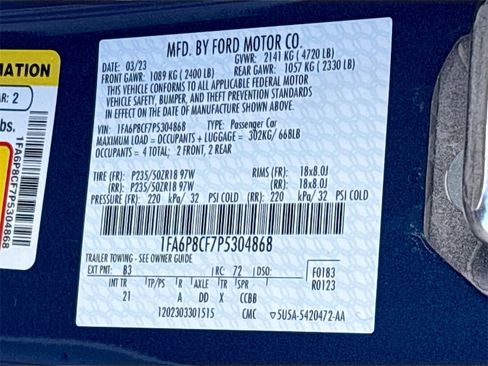 MFD. BY FORD MOTOR CO.
DATE: 03/23 GVWR: 2141 KG ( 4720 LB)
FRONT GAWR: 1089 KG ( 2400 LB) REAR GAWR: 1057 KG ( 2330 LB)
THIS VEHICLE CONFORMS TO ALL APPLICABLE FEDERAL MOTOR
VEHICLE SAFETY, BUMPER, AND THEFT PREVENTION STANDARDS
IN EFFECT ON THE DATE OF MANUFACTURE SHOWN ABOVE.
VIN: 1FA6P8CF7P5304868 TYPE: Passenger Car
MAXIMUM LOAD = OCCUPANTS + LUGGAGE = 302KG/ 668LB
OCCUPANTS = 4 TOTAL; 2 FRONT, 2 REAR
TIRE (FR): P235/50ZR18 97W RIMS (FR): 18x8.0J
(RR): P235/50ZR18 97W (RR): 18x8.0J
PRESSURE (FR): 220 kPa/ 32 PSI COLD (RR): 220 kPa/ 32 PSI COLD
1FA6P8CF7P5304868
TRAILER TOWING - SEE OWNER GUIDE
EXT PNT: B3 RC: 72 DSO: F0183
R0123
INT TR TP/PS R AXLE TR SPR
21 A DD X CCBB
1202303301515 CMC 5U5A-5420472-AA
MATION
AR: 2
bs.
1FA6P8CF7P5304868